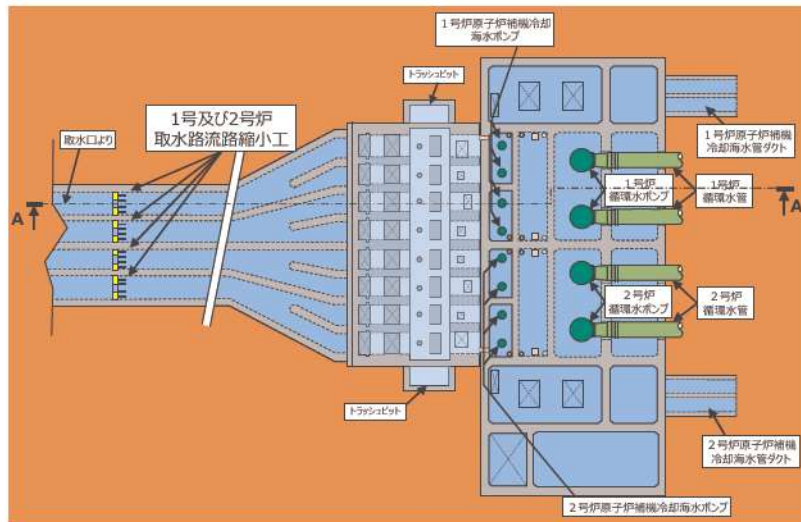 1号炉原子炉補機冷却
海水ポンプ
トラッシュピット
1号及び2号炉
取水路流路縮小工
取水口より
1号炉原子炉補機
冷却海水管ダクト
A
A
1号炉
循環水ポンプ
1号炉
循環水管
2号炉
循環水ポンプ
2号炉
循環水管
トラッシュピット
2号炉原子炉補機
冷却海水管ダクト
2号炉原子炉補機冷却海水ポンプ